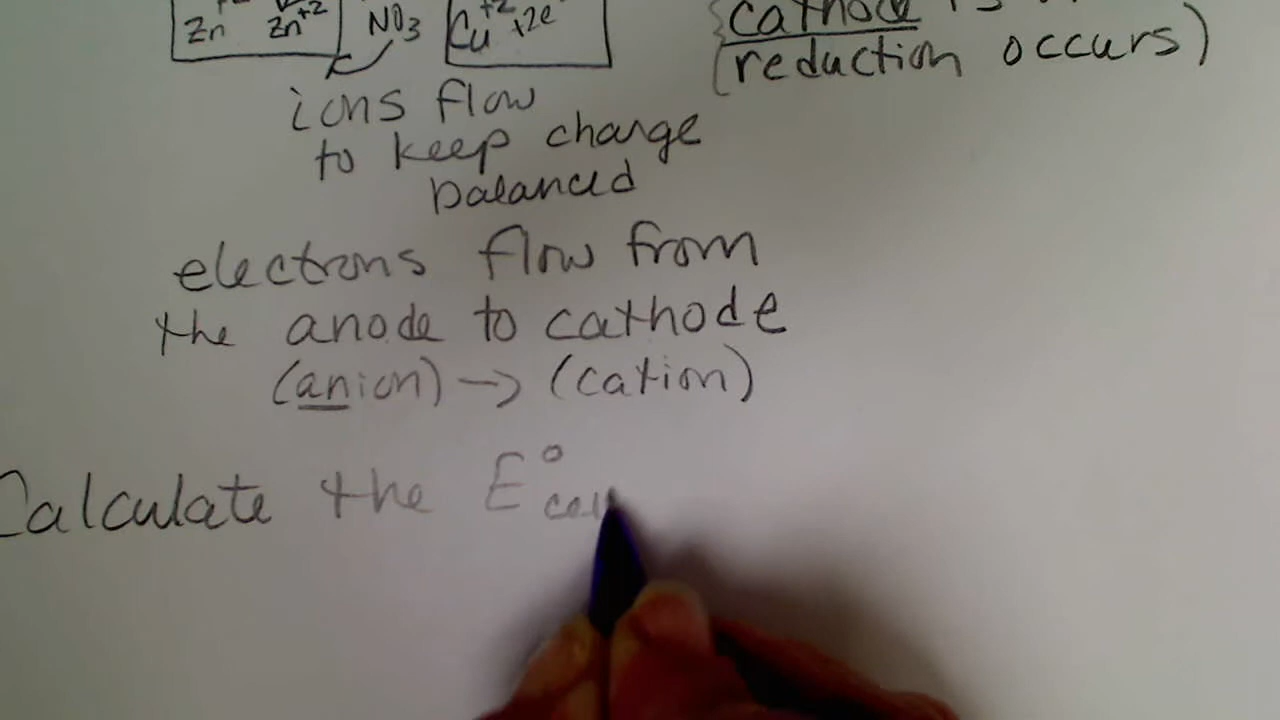 Zn Zn+2 NO3 Cu+2 +2e-
cathode is
(reduction occurs)
ions flow
to keep charge
balanced
electrons flow from
the anode to cathode
(anion) -> (cation)
Calculate the E° cell